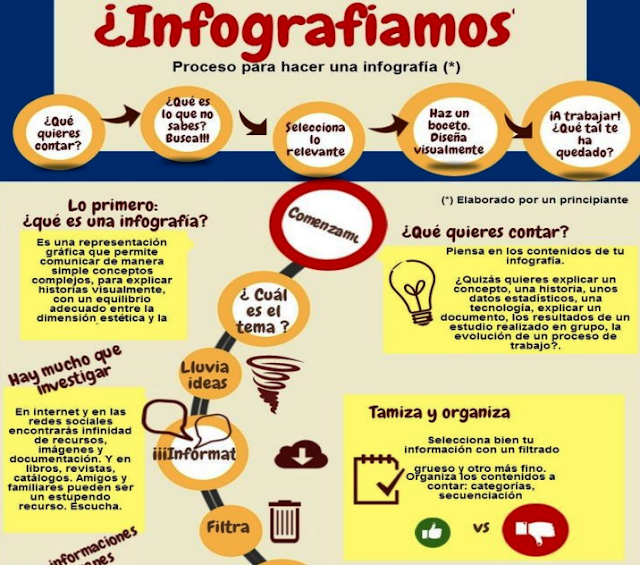 ¿Infografiamos
Proceso para hacer una infografía (*)
¿Qué
quieres
contar?
¿Qué es
lo que no
sabes?
Busca!!!
Selecciona
lo
relevante
Haz un
boceto.
Diseña
visualmente
¡A trabajar!
¿Qué tal te
ha
quedado?
(*) Elaborado por un principiante
Lo primero:
¿qué es una infografía?
Es una representación
gráfica que permite
comunicar de manera
simple conceptos
complejos, para explicar
historias visualmente,
con un equilibrio
adecuado entre la
dimensión estética y la
Comenzamo
¿Qué quieres contar?
Piensa en los contenidos de tu
infografía.
¿Quizás quieres explicar un
concepto, una historia, unos
datos estadísticos, una
tecnología, explicar un
documento, los resultados de un
estudio realizado en grupo, la
evolución de un proceso de
trabajo?.
¿ Cuál
es el
tema ?
Lluvia
ideas
Hay mucho que
investigar
En internet y en las
redes sociales
encontrarás infinidad
de recursos,
imágenes y
documentación. Y en
libros, revistas,
catálogos. Amigos y
familiares pueden ser
un estupendo
recurso. Escucha.
¡¡¡Informat
Tamiza y organiza
Selecciona bien tu
información con un filtrado
grueso y otro más fino.
Organiza los contenidos a
contar: categorías,
secuenciación
vs
Filtra
informaciones